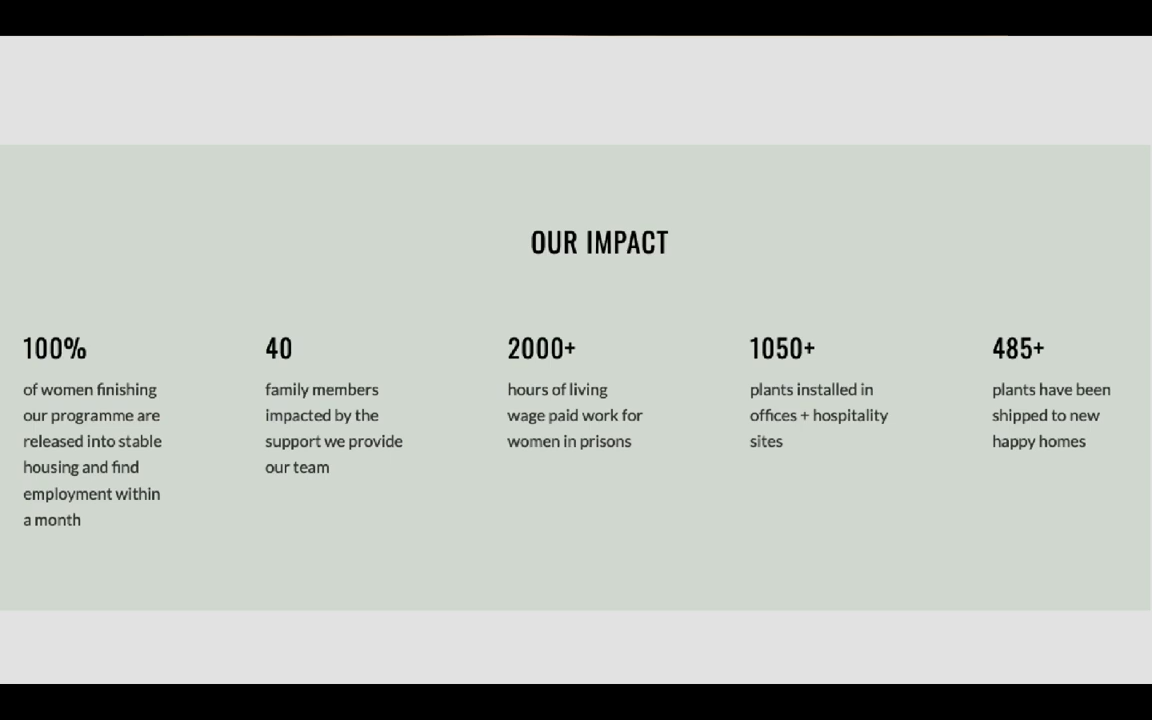 OUR IMPACT
100%
of women finishing
our programme are
released into stable
housing and find
employment within
a month
40
family members
impacted by the
support we provide
our team
2000+
hours of living
wage paid work for
women in prisons
1050+
plants installed in
offices + hospitality
sites
485+
plants have been
shipped to new
happy homes